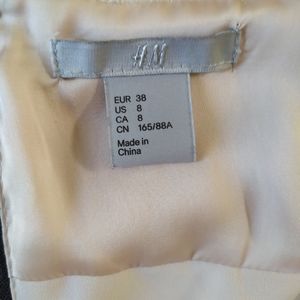 H&M
EUR 38
US 8
CA 8
CN 165/88A
Made in
China